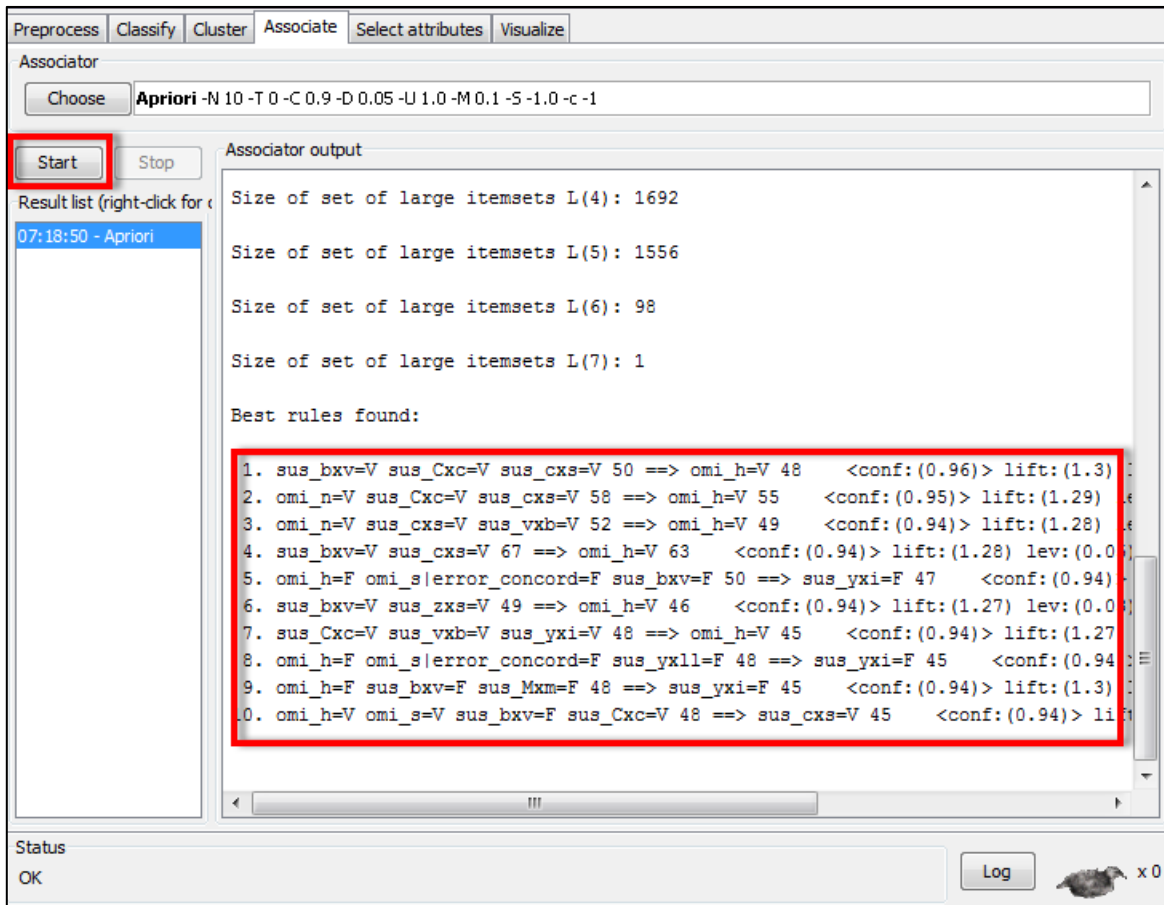 Preprocess Classify Cluster Associate Select attributes Visualize
Associator
Choose Apriori -N 10 -T 0 -C 0.9 -D 0.05 -U 1.0 -M 0.1 -S -1.0 -c -1
Start Stop
Associator output
Result list (right-click for
07:18:50 - Apriori
Size of set of large itemsets L(4): 1692
Size of set of large itemsets L(5): 1556
Size of set of large itemsets L(6): 98
Size of set of large itemsets L(7): 1
Best rules found:
1. sus_bxv=V sus_Cxc=V sus_cxs=V 50 ==> omi_h=V 48 <conf:(0.96)> lift:(1.3)
2. omi_n=V sus_Cxc=V sus_cxs=V 58 ==> omi_h=V 55 <conf:(0.95)> lift:(1.29)
3. omi_n=V sus_cxs=V sus_vxb=V 52 ==> omi_h=V 49 <conf:(0.94)> lift:(1.28)
4. sus_bxv=V sus_cxs=V 67 ==> omi_h=V 63 <conf:(0.94)> lift:(1.28)
5. omi_h=F omi_s|error_concord=F sus_bxv=F 50 ==> sus_yxi=F 47 <conf:(0.94)
6. sus_bxv=V sus_zxs=V 49 ==> omi_h=V 46 <conf:(0.94)> lift:(1.27)
7. sus_Cxc=V sus_vxb=V sus_yxi=V 48 ==> omi_h=V 45 <conf:(0.94)> lift:(1.27
8. omi_h=F omi_s|error_concord=F sus_yxll=F 48 ==> sus_yxi=F 45 <conf:(0.94
9. omi_h=F sus_bxv=F sus_Mxm=F 48 ==> sus_yxi=F 45 <conf:(0.94)> lift:(1.3)
0. omi_h=V omi_s=V sus_bxv=F sus_Cxc=V 48 ==> sus_cxs=V 45 <conf:(0.94)>
Status
OK
Log x 0